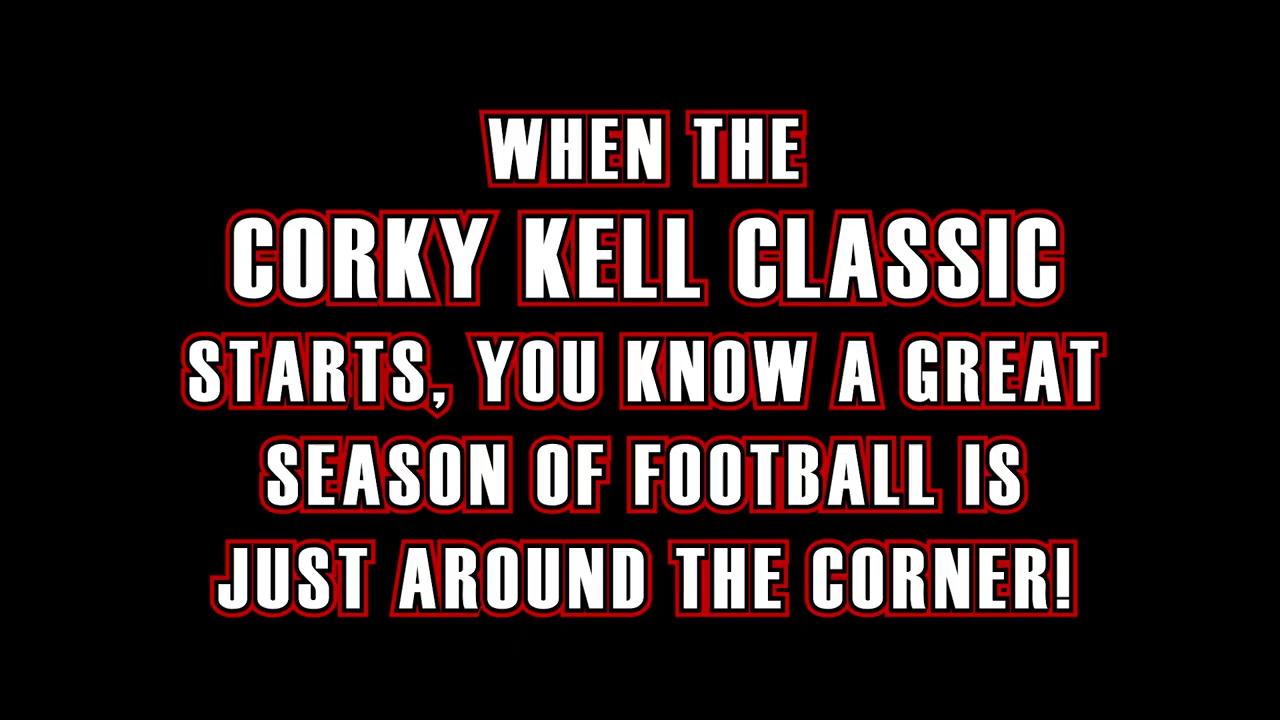 WHEN THE
CORKY KELL CLASSIC
STARTS, YOU KNOW A GREAT
SEASON OF FOOTBALL IS
JUST AROUND THE CORNER!